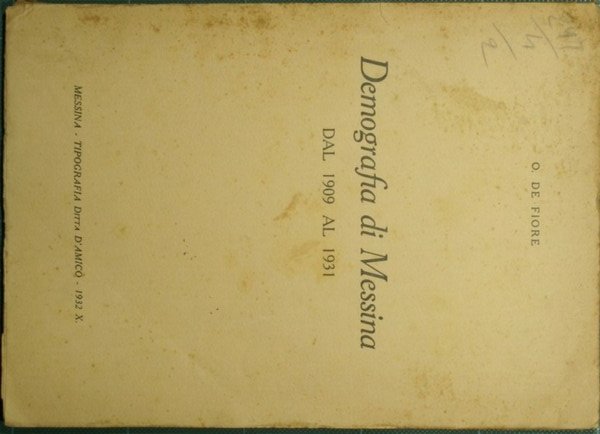 O. DE FIORE
Demografia di Messina
DAL 1909 AL 1931
MESSINA - TIPOGRAFIA DITTA D'AMICO - 1932 X.